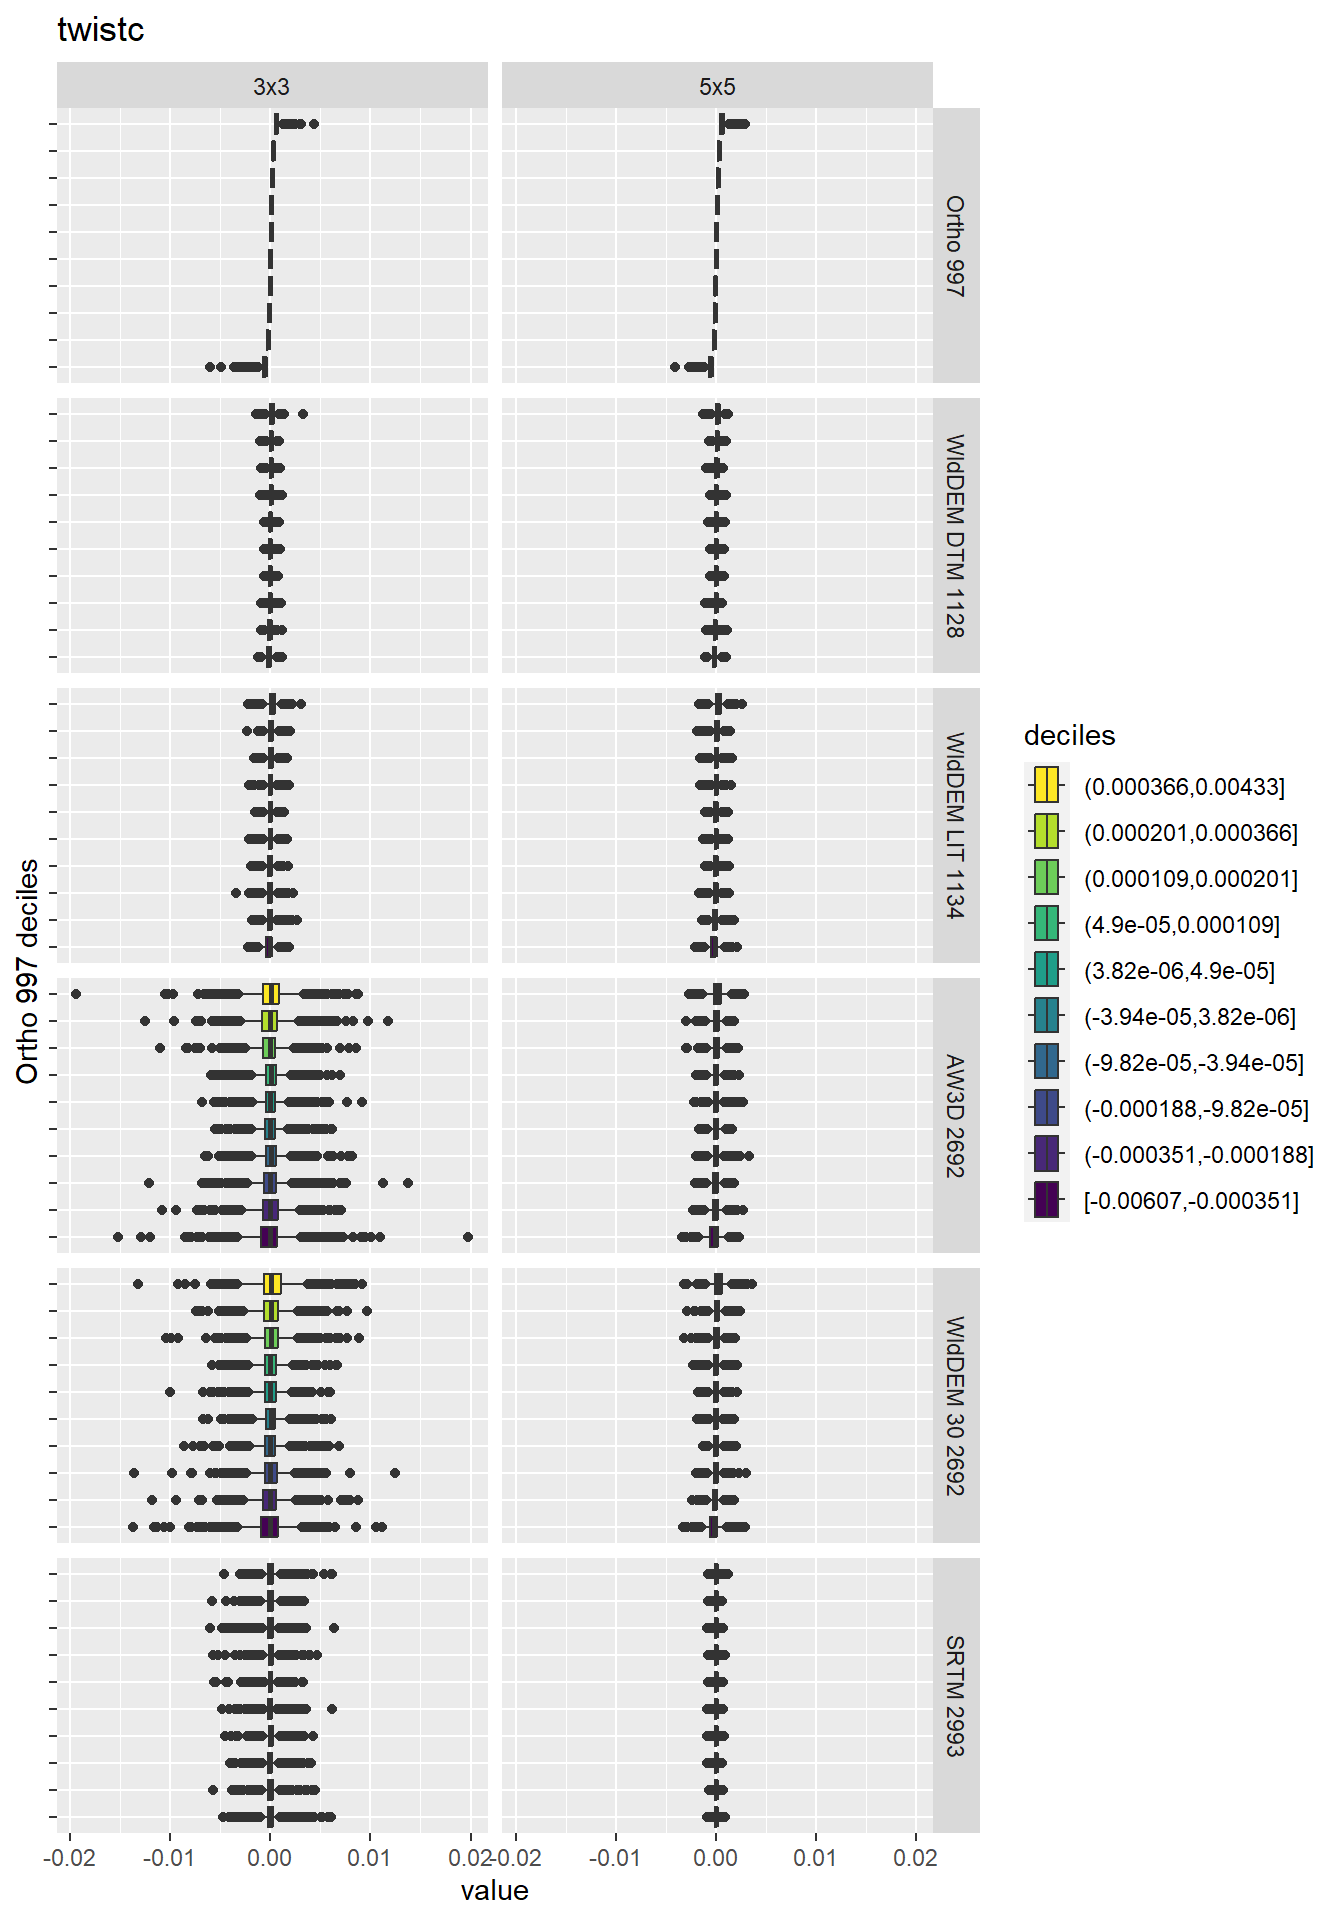 twistc
3x3
5x5
Ortho 997
WldDEM DTM 1128
WldDEM LIT 1134
AW3D 2692
WldDEM 30 2692
SRTM 2993
Ortho 997 deciles
-0.02 -0.01 0.00 0.01 0.02
-0.02 -0.01 0.00 0.01 0.02
value
deciles
(0.000366,0.00433]
(0.000201,0.000366]
(0.000109,0.000201]
(4.9e-05,0.000109]
(3.82e-06,4.9e-05]
(-3.94e-05,3.82e-06]
(-9.82e-05,-3.94e-05]
(-0.000188,-9.82e-05]
(-0.000351,-0.000188]
[-0.00607,-0.000351]